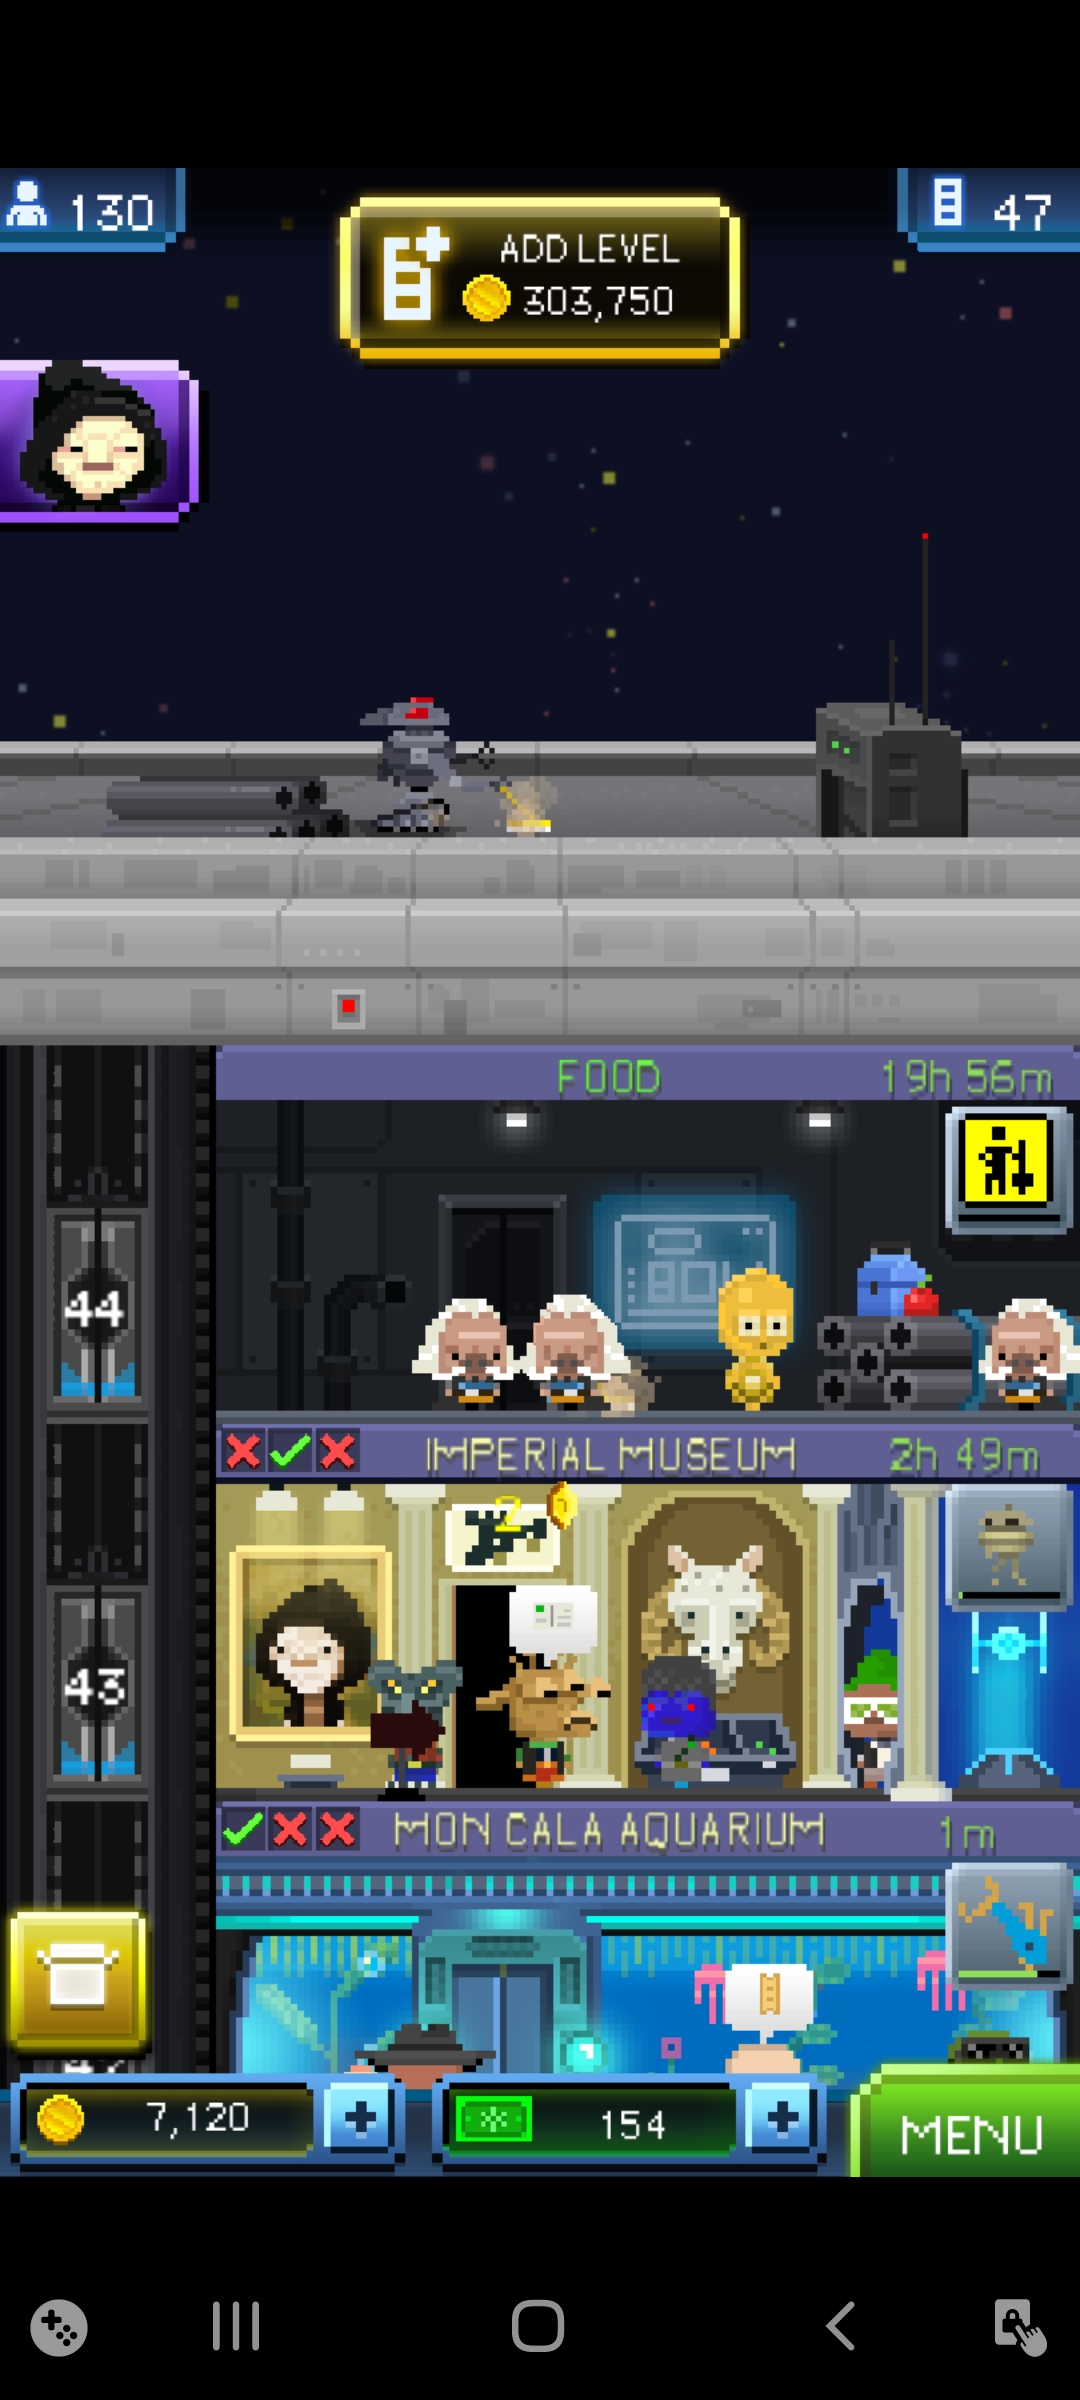 130
47
ADD LEVEL
303,750
FOOD
19h 56m
44
IMPERIAL MUSEUM
2h 49m
2
43
MON CALA AQUARIUM
1m
7,120
154
MENU